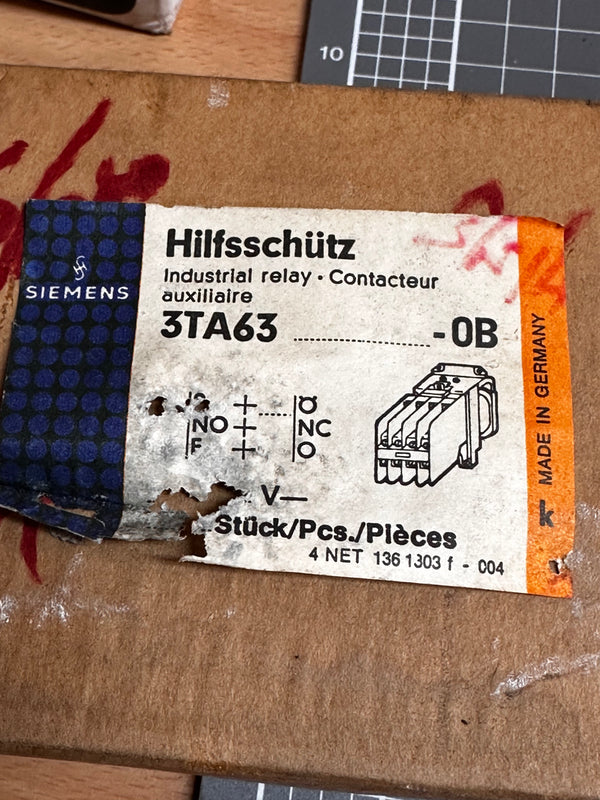 10
SIEMENS
Hilfsschütz
Industrial relay · Contacteur
auxiliaire
3TA63 ........................ -0B
NO + NC
F + O
V—
Stück/Pcs./Pièces
4 NET 136 1303 f - 004
MADE IN GERMANY